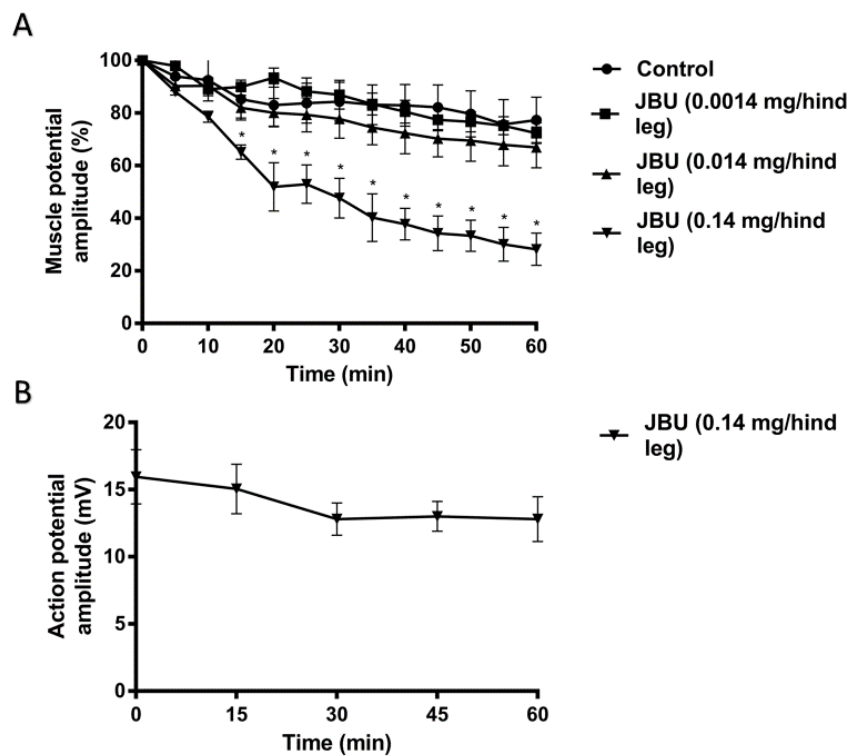 A
100
80
60
40
20
0
Muscle potential
amplitude (%)
* * * * * * * * * *
0 10 20 30 40 50 60
Time (min)
Control
JBU (0.0014 mg/hind
leg)
JBU (0.014 mg/hind
leg)
JBU (0.14 mg/hind
leg)
B
20
15
10
5
0
Action potential
amplitude (mV)
0 15 30 45 60
Time (min)
JBU (0.14 mg/hind
leg)